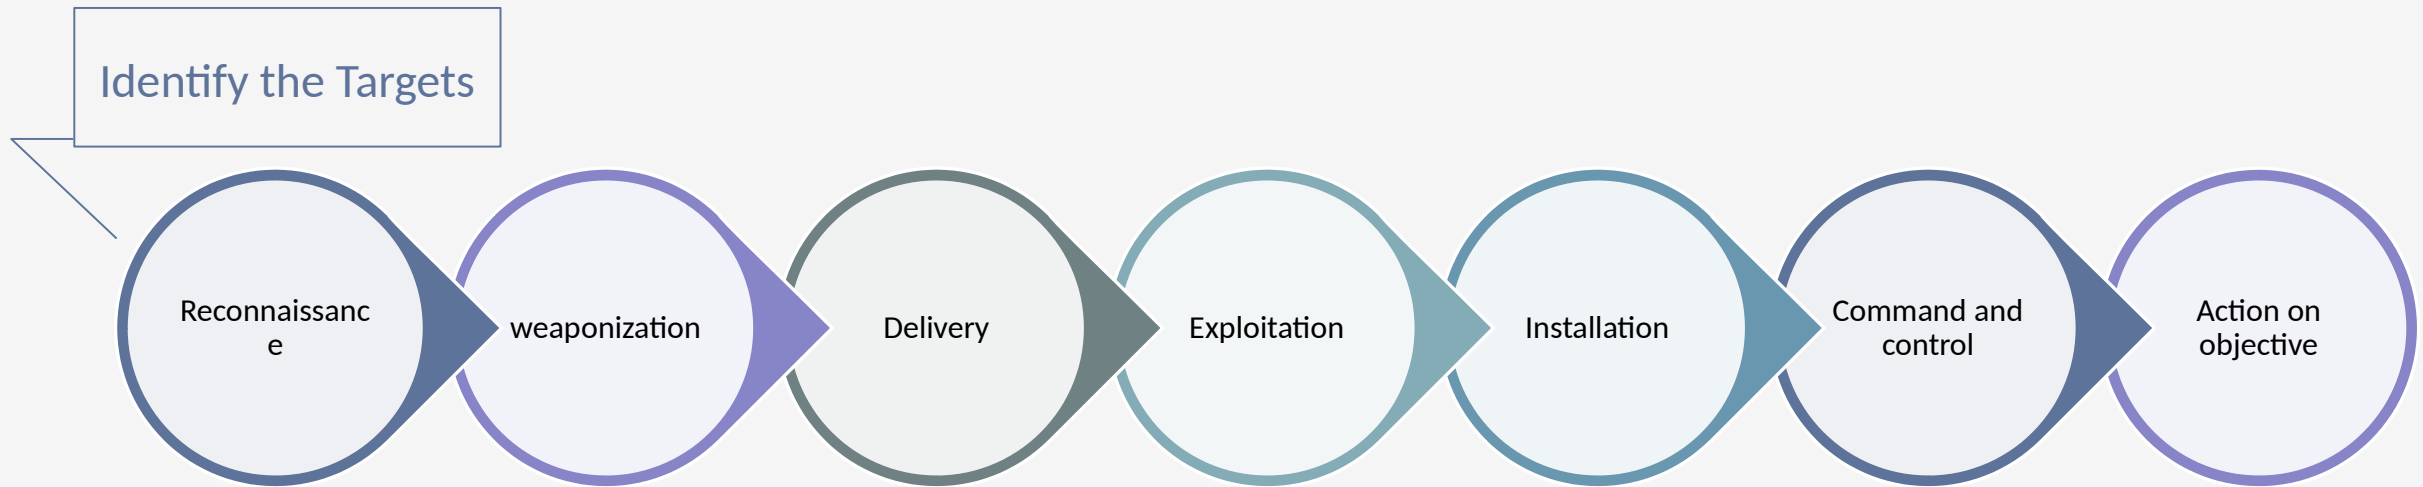 Identify the Targets
Reconnaissanc
e
weaponization
Delivery
Exploitation
Installation
Command and
control
Action on
objective